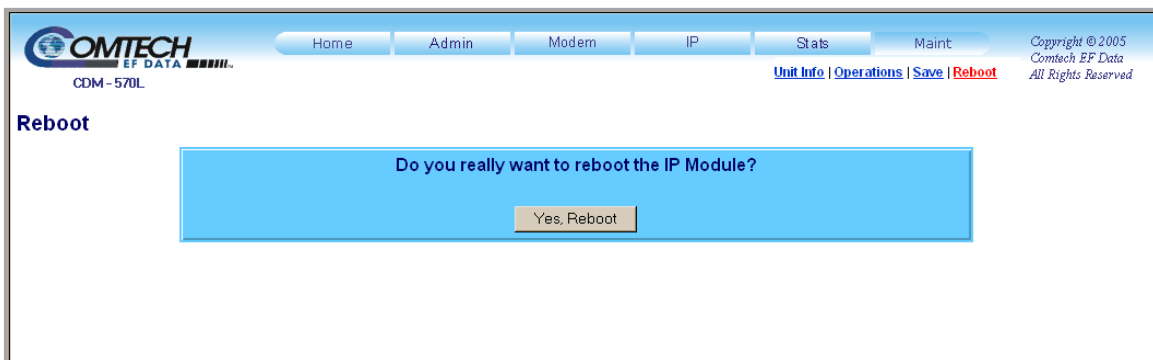 COMTECH
EF DATA
CDM - 570L
Home Admin Modem IP Stats Maint
Unit Info | Operations | Save | Reboot
Copyright © 2005
Comtech EF Data
All Rights Reserved
Reboot
Do you really want to reboot the IP Module?
Yes, Reboot